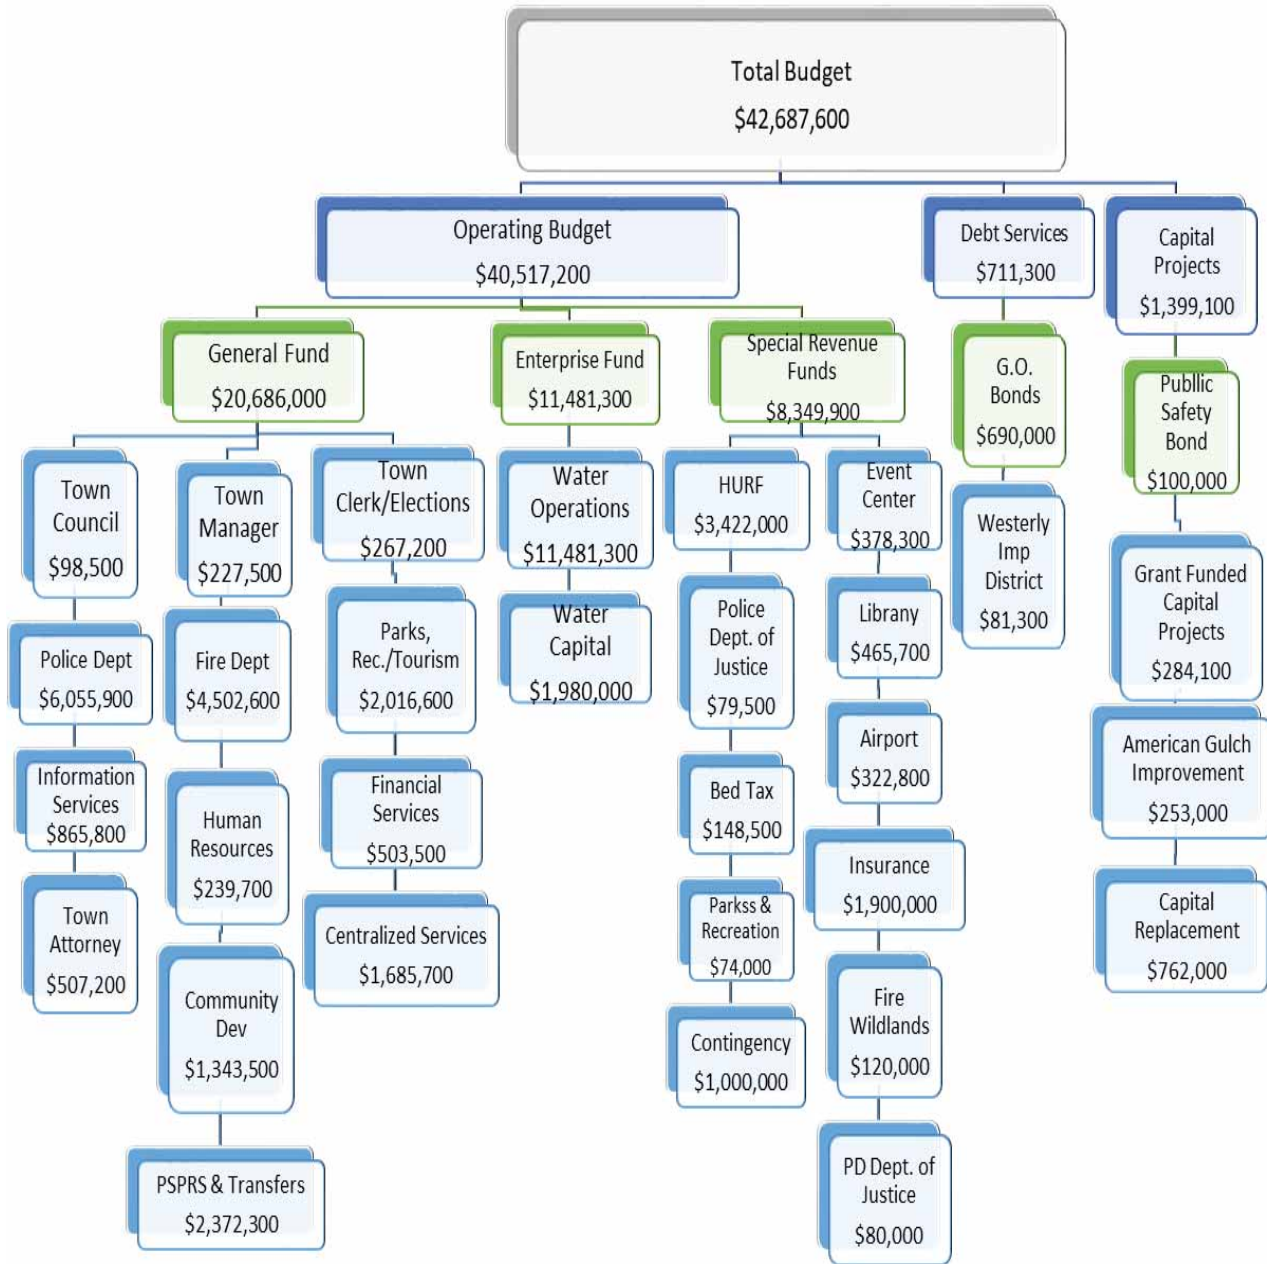 Total Budget
$42,687,600
Operating Budget
$40,517,200
Debt Services
$711,300
Capital
Projects
$1,399,100
General Fund
$20,686,000
Enterprise Fund
$11,481,300
Special Revenue
Funds
$8,349,900
G.O.
Bonds
$690,000
Publlic
Safety
Bond
$100,000
Town
Council
$98,500
Town
Manager
$227,500
Town
Clerk/Elections
$267,200
Water
Operations
$11,481,300
HURF
$3,422,000
Event
Center
$378,300
Westerly
Imp
District
$81,300
Grant Funded
Capital
Projects
$284,100
Police Dept
$6,055,900
Fire Dept
$4,502,600
Parks,
Rec./Tourism
$2,016,600
Water
Capital
$1,980,000
Police
Dept. of
Justice
$79,500
Librany
$465,700
American Gulch
Improvement
$253,000
Information
Services
$865,800
Human
Resources
$239,700
Financial
Services
$503,500
Bed Tax
$148,500
Airport
$322,800
Capital
Replacement
$762,000
Town
Attorney
$507,200
Community
Dev
$1,343,500
Centralized Services
$1,685,700
Parkss &
Recreation
$74,000
Insurance
$1,900,000
Contingency
$1,000,000
Fire
Wildlands
$120,000
PSPRS & Transfers
$2,372,300
PD Dept. of
Justice
$80,000